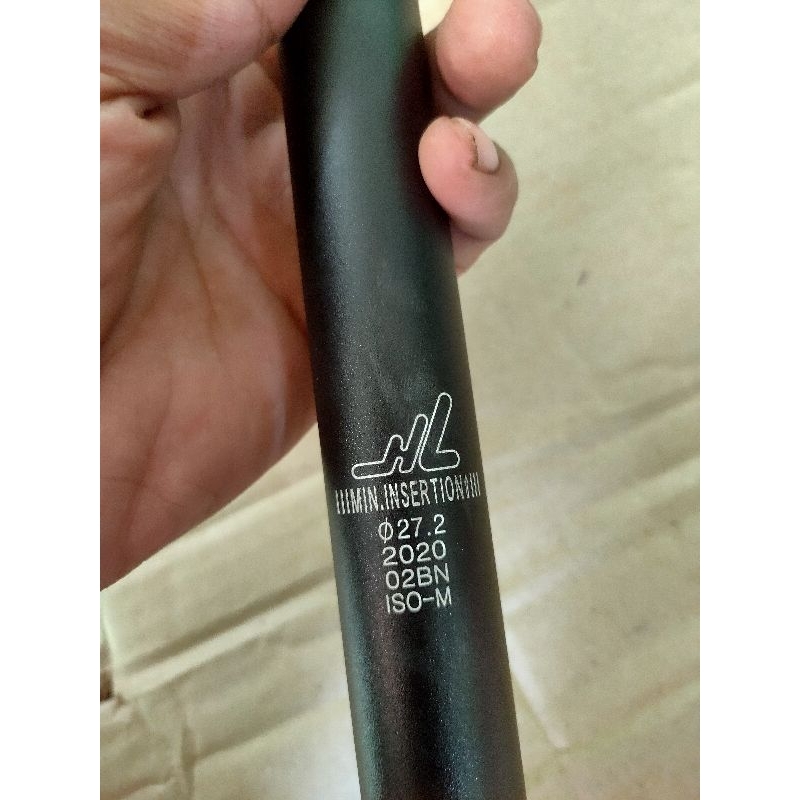 HL
|||MIN.INSERTION|||
Ø27.2
2020
02BN
ISO-M